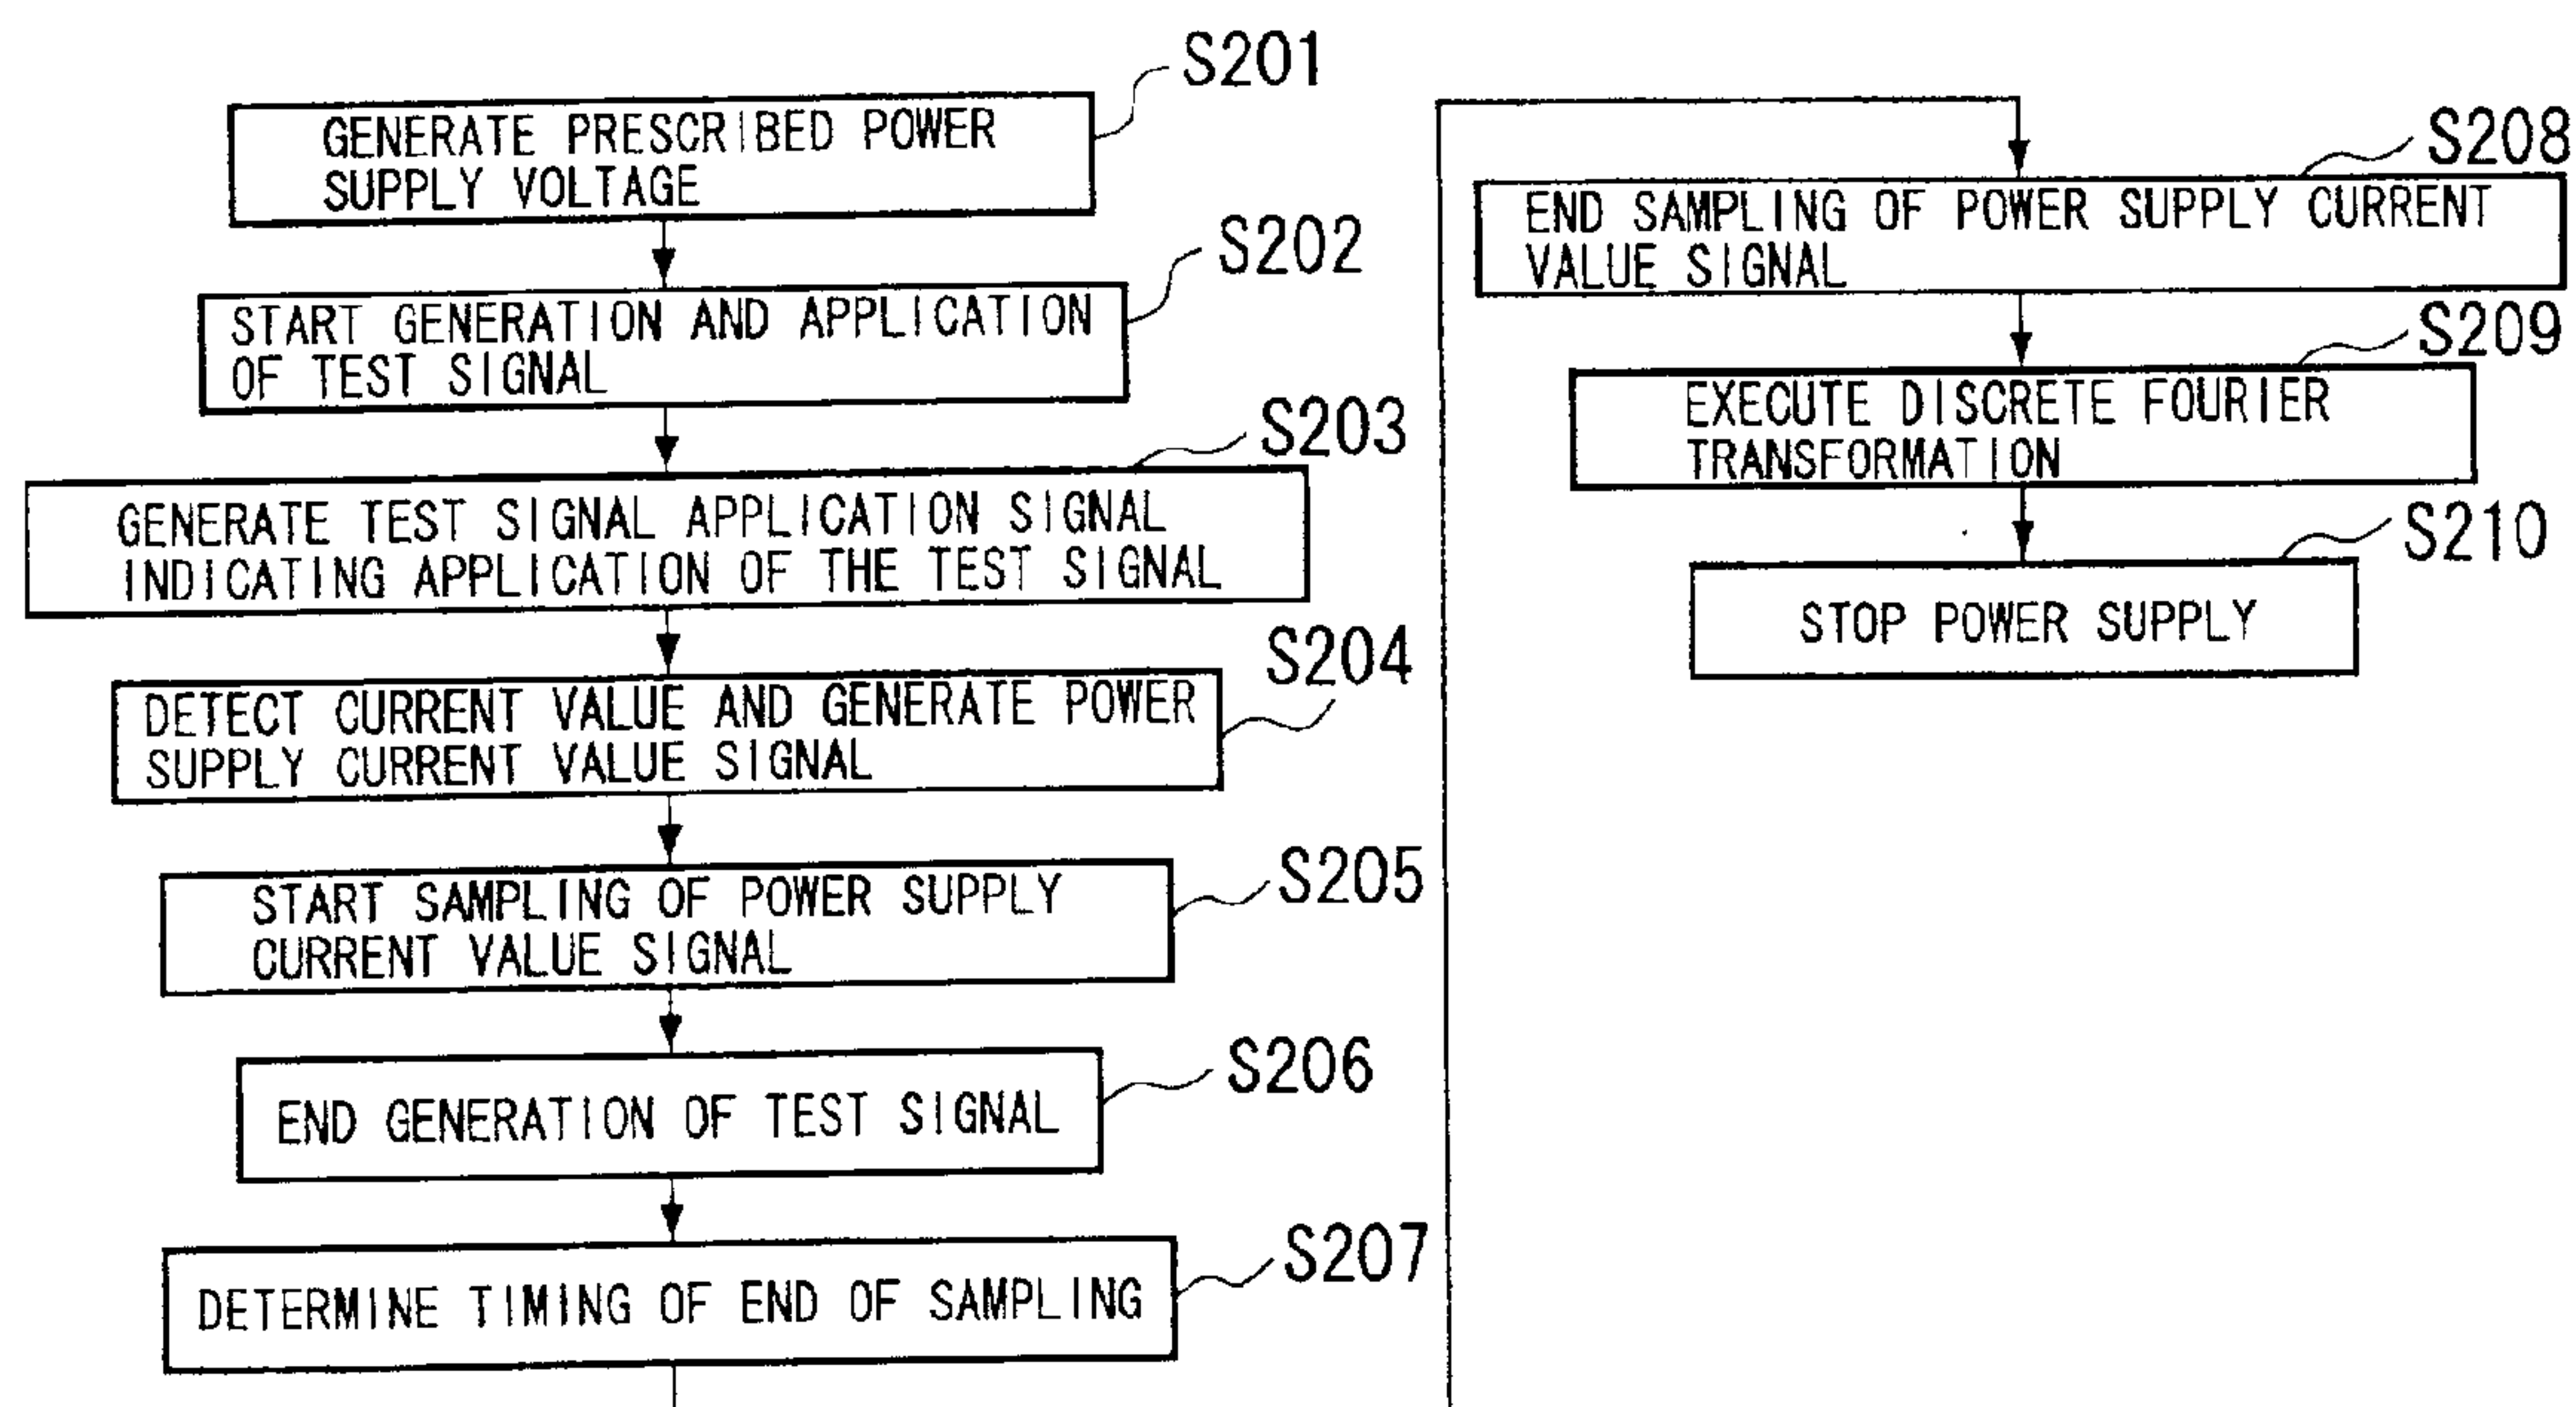 S201
GENERATE PRESCRIBED POWER
SUPPLY VOLTAGE
S202
START GENERATION AND APPLICATION
OF TEST SIGNAL
S203
GENERATE TEST SIGNAL APPLICATION SIGNAL
INDICATING APPLICATION OF THE TEST SIGNAL
S204
DETECT CURRENT VALUE AND GENERATE POWER
SUPPLY CURRENT VALUE SIGNAL
S205
START SAMPLING OF POWER SUPPLY
CURRENT VALUE SIGNAL
S206
END GENERATION OF TEST SIGNAL
S207
DETERMINE TIMING OF END OF SAMPLING
S208
END SAMPLING OF POWER SUPPLY CURRENT
VALUE SIGNAL
S209
EXECUTE DISCRETE FOURIER
TRANSFORMATION
S210
STOP POWER SUPPLY